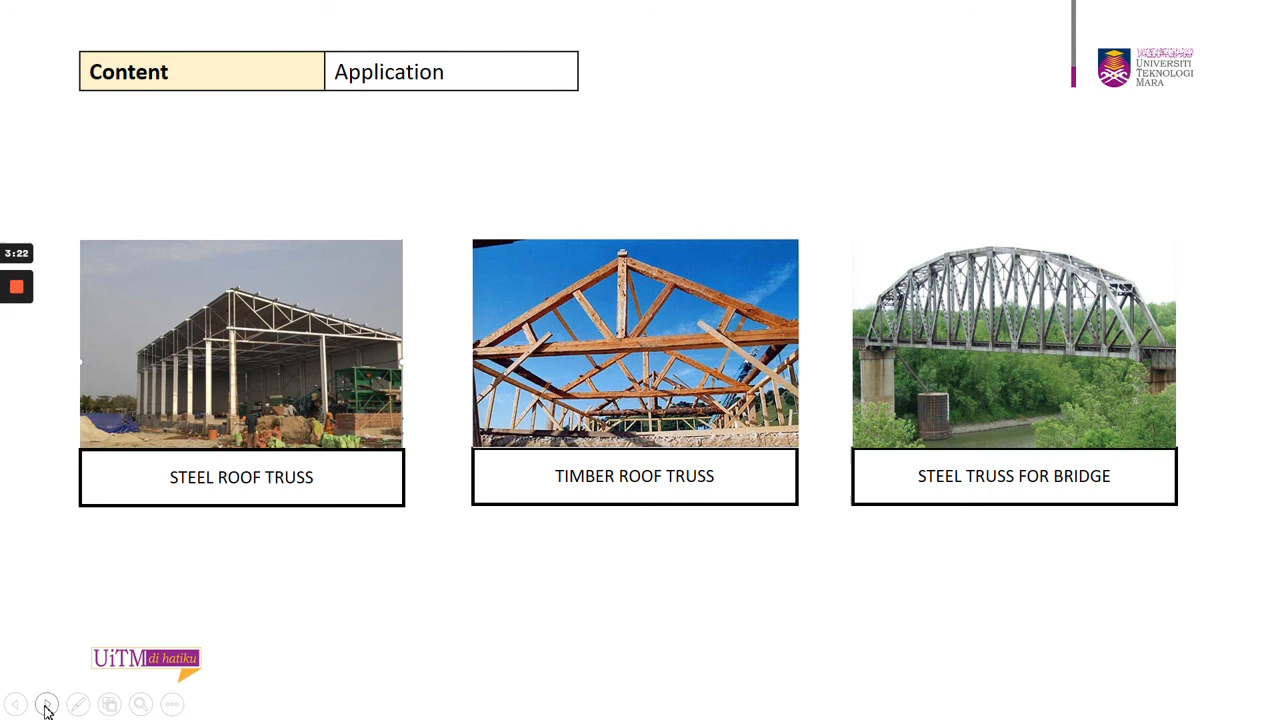 Content
Application
UNIVERSITI
TEKNOLOGI
MARA
3:22
STEEL ROOF TRUSS
TIMBER ROOF TRUSS
STEEL TRUSS FOR BRIDGE
UiTM di hatiku